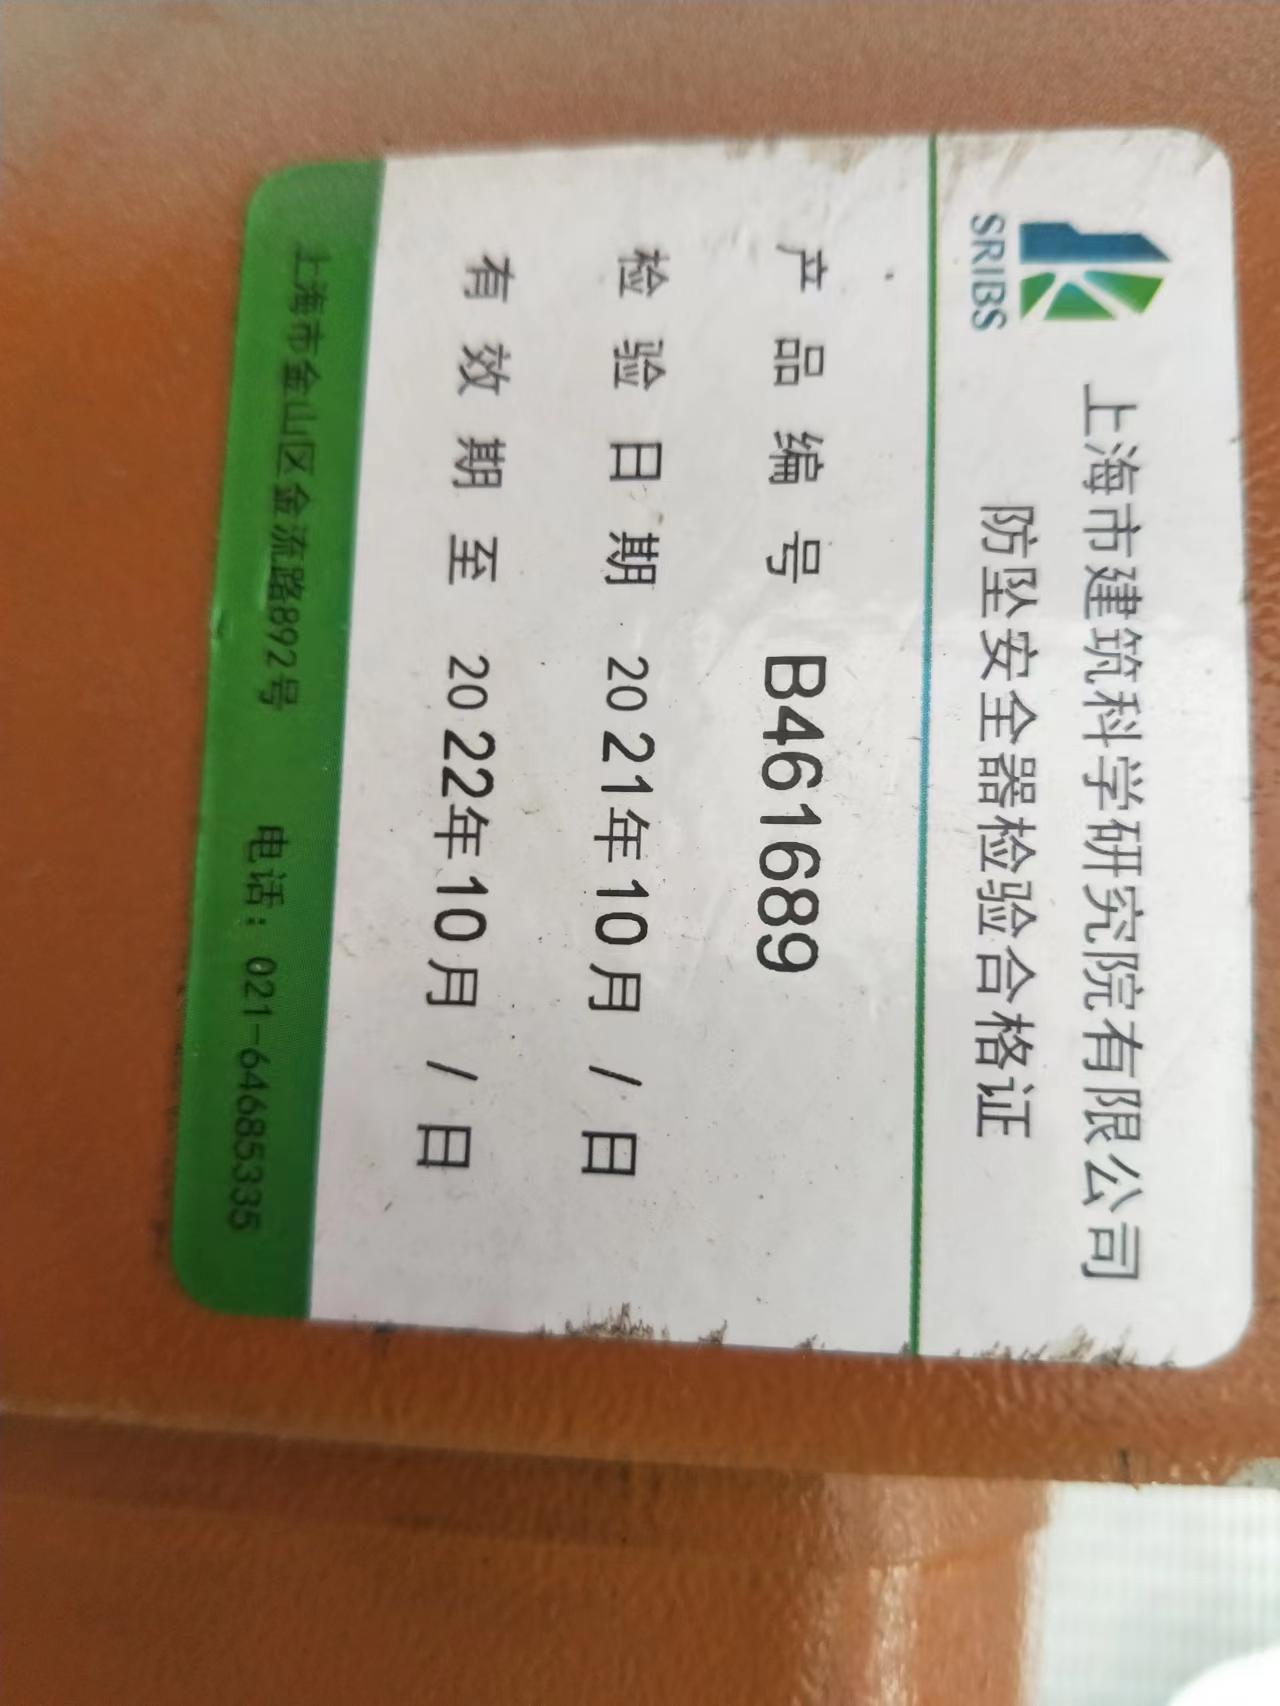 SRIBS
上海市建筑科学研究院有限公司
防坠安全器检验合格证
产品编号 B461689
检验日期 2021年10月 / 日
有效期至 2022年10月 / 日
上海市金山区金流路892号 电话：021-64685335